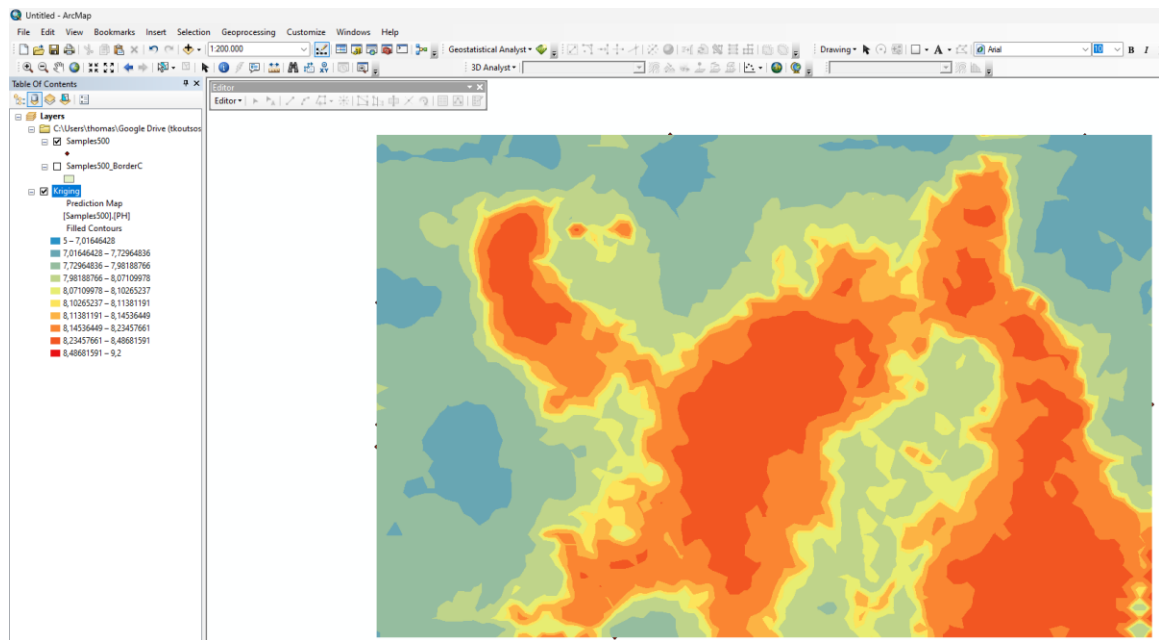 Untitled - ArcMap
File Edit View Bookmarks Insert Selection Geoprocessing Customize Windows Help
1:200.000 Geostatistical Analyst Drawing A Arial 10 B I
3D Analyst
Table Of Contents
Editor
Editor
Layers
C:\Users\thomas\Google Drive (tkoutsos
Samples500
Samples500_BorderC
Kriging
Prediction Map
[Samples500].[PH]
Filled Contours
5 – 7,01646428
7,01646428 – 7,72964836
7,72964836 – 7,98188766
7,98188766 – 8,07109978
8,07109978 – 8,10265237
8,10265237 – 8,11381191
8,11381191 – 8,14536449
8,14536449 – 8,23457661
8,23457661 – 8,48681591
8,48681591 – 9,2